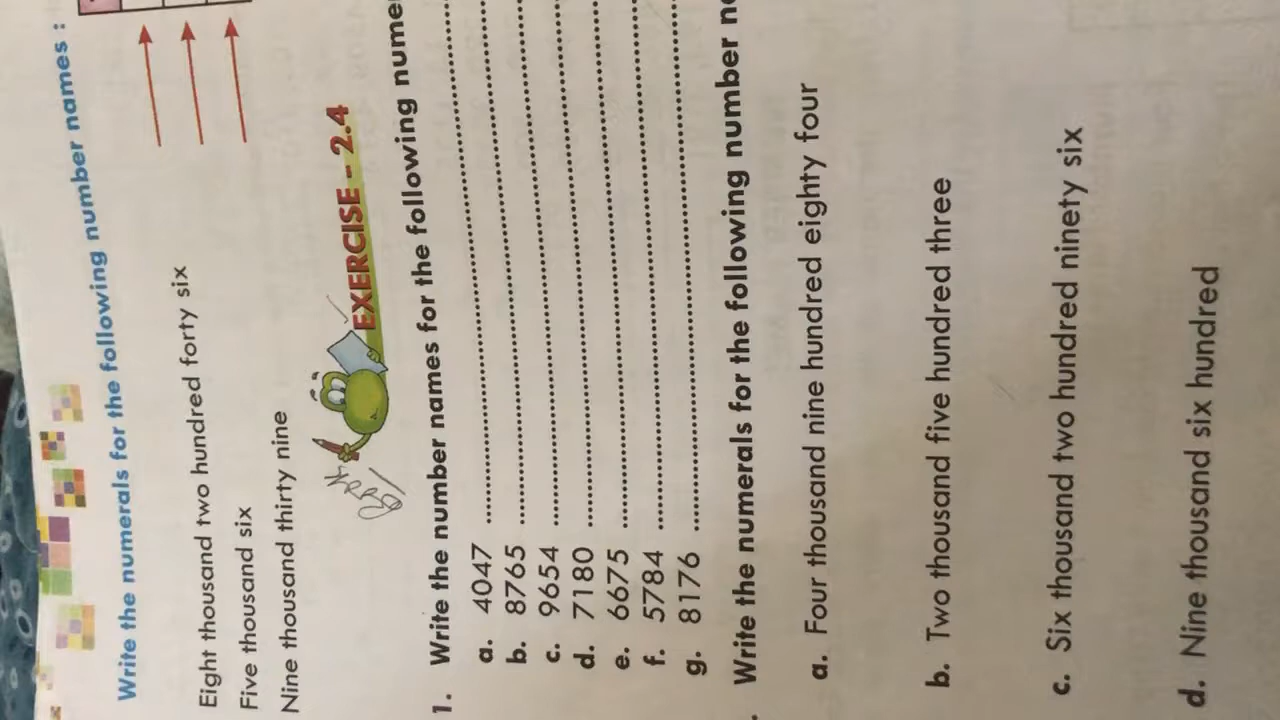 Write the numerals for the following number names :
Eight thousand two hundred forty six
Five thousand six
Nine thousand thirty nine
EXERCISE - 2.4
1. Write the number names for the following
a. 4047
b. 8765
c. 9654
d. 7180
e. 6675
f. 5784
g. 8176
Write the numerals for the following number
a. Four thousand nine hundred eighty four
b. Two thousand five hundred three
c. Six thousand two hundred ninety six
d. Nine thousand six hundred